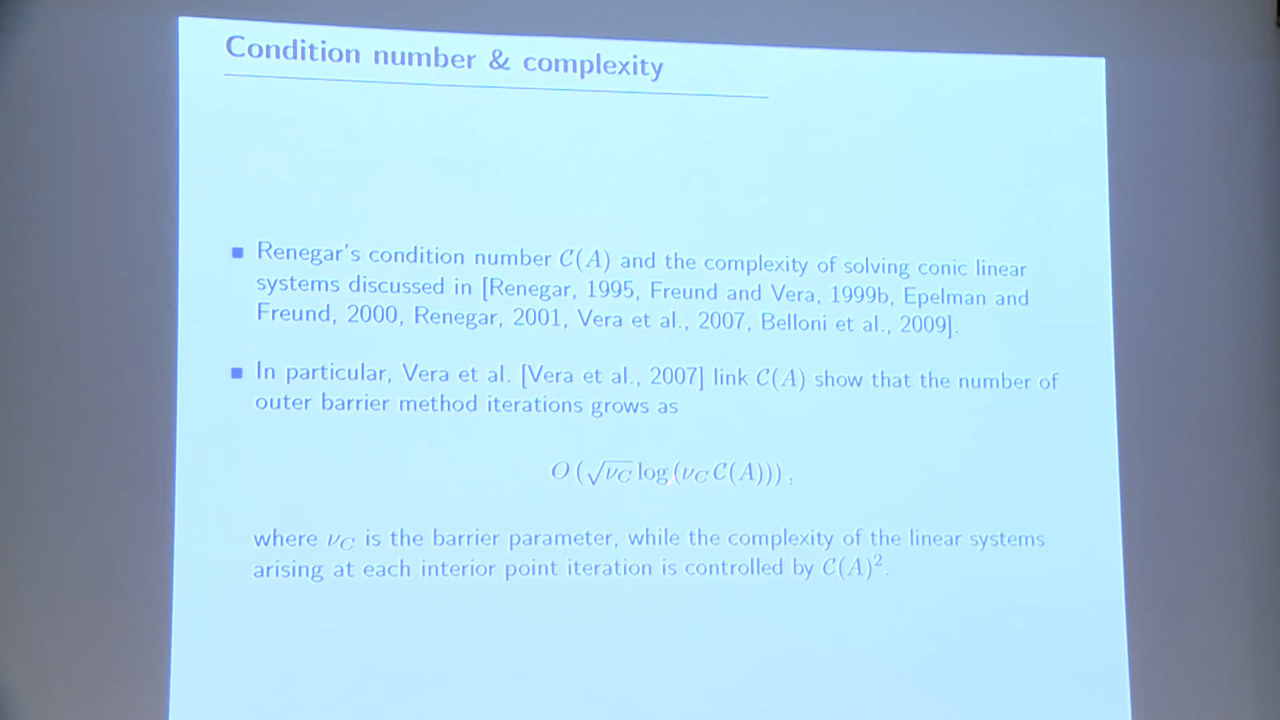 Condition number & complexity
Renegar's condition number C(A) and the complexity of solving conic linear
systems discussed in [Renegar, 1995, Freund and Vera, 1999b, Epelman and
Freund, 2000, Renegar, 2001, Vera et al., 2007, Belloni et al., 2009].
In particular, Vera et al. [Vera et al., 2007] link C(A) show that the number of
outer barrier method iterations grows as
O (√ν_C log (ν_C C(A))) ,
where ν_C is the barrier parameter, while the complexity of the linear systems
arising at each interior point iteration is controlled by C(A)².